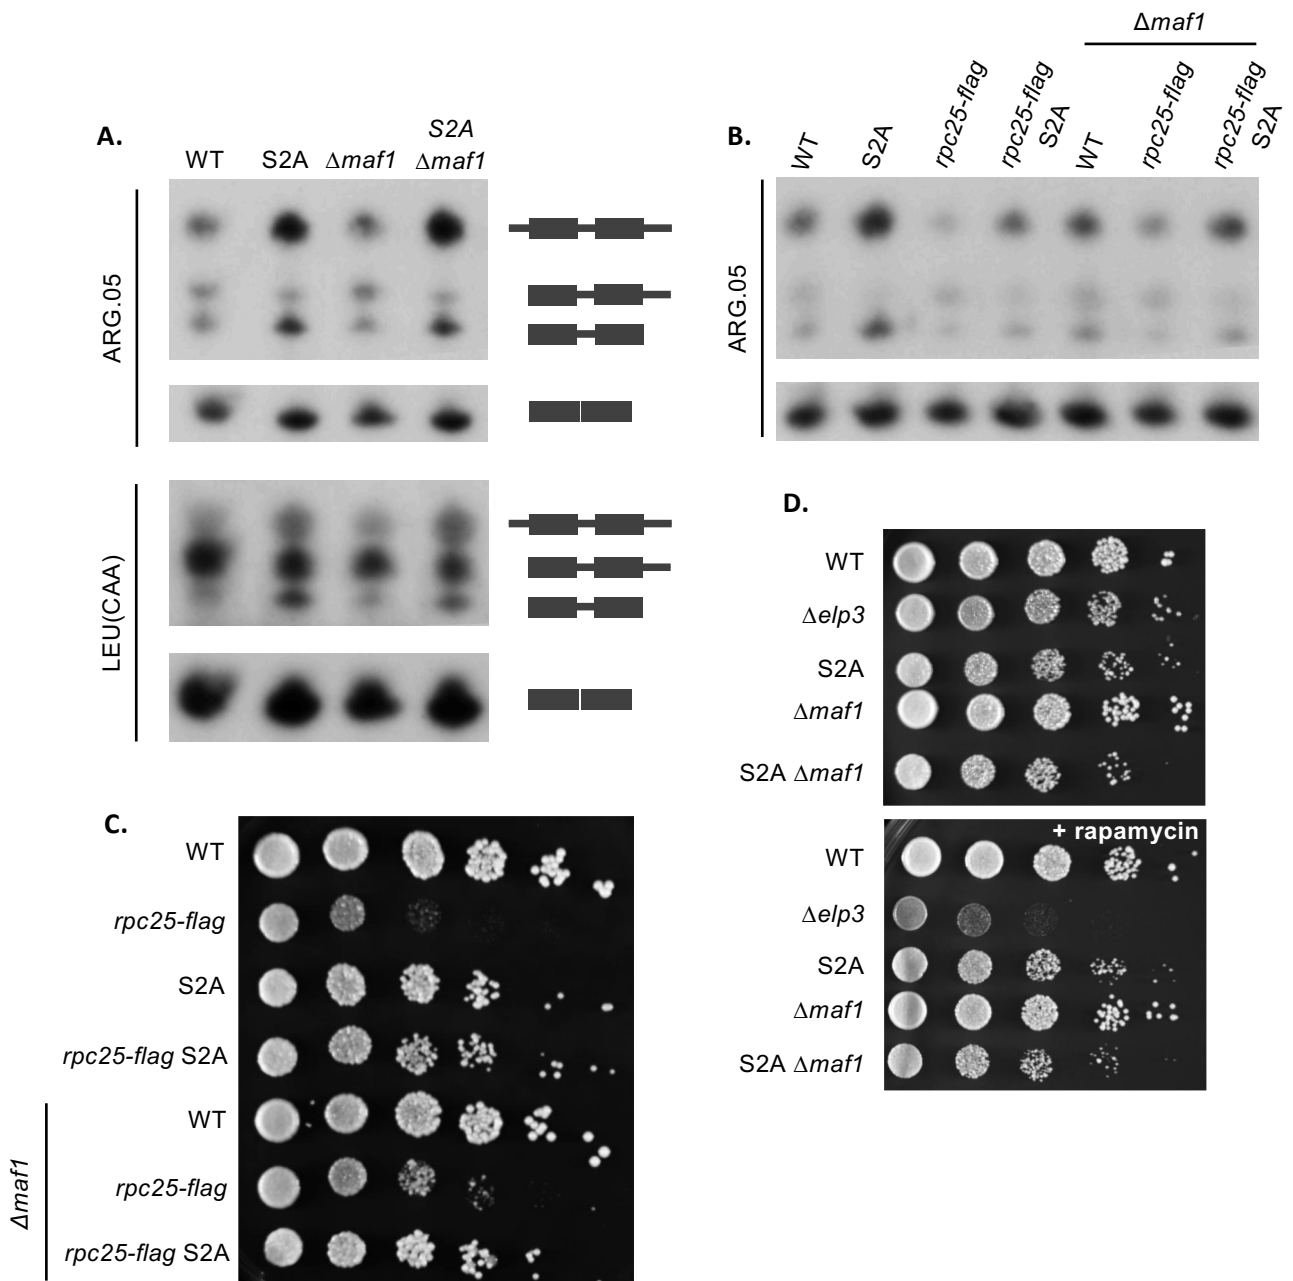 A.
WT
S2A
Δmaf1
S2A
Δmaf1
ARG.05
LEU(CAA)
B.
Δmaf1
WT
S2A
rpc25-flag
rpc25-flag
S2A
WT
rpc25-flag
rpc25-flag
S2A
ARG.05
C.
WT
rpc25-flag
S2A
rpc25-flag S2A
Δmaf1
WT
rpc25-flag
rpc25-flag S2A
D.
WT
Δelp3
S2A
Δmaf1
S2A Δmaf1
+ rapamycin
WT
Δelp3
S2A
Δmaf1
S2A Δmaf1